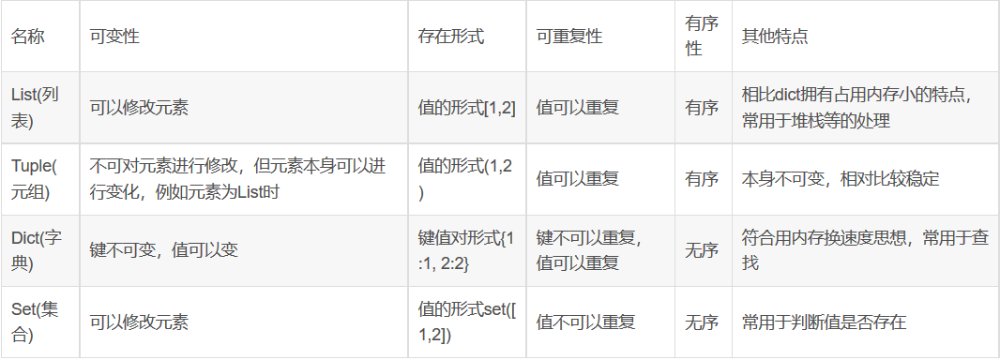 名称 可变性 存在形式 可重复性 有序 其他特点
性
List(列 可以修改元素 值的形式[1,2] 值可以重复 有序 相比dict拥有占用内存小的特点，
表) 常用于堆栈等的处理
Tuple( 不可对元素进行修改，但元素本身可以进 值的形式(1,2 值可以重复 有序 本身不可变，相对比较稳定
元组) 行变化，例如元素为List时 )
Dict(字 键不可变，值可以变 键值对形式{1 键不可以重复， 无序 符合用内存换速度思想，常用于查
典) :1, 2:2} 值可以重复 找
Set(集 可以修改元素 值的形式set([ 值不可以重复 无序 常用于判断值是否存在
合) 1,2])